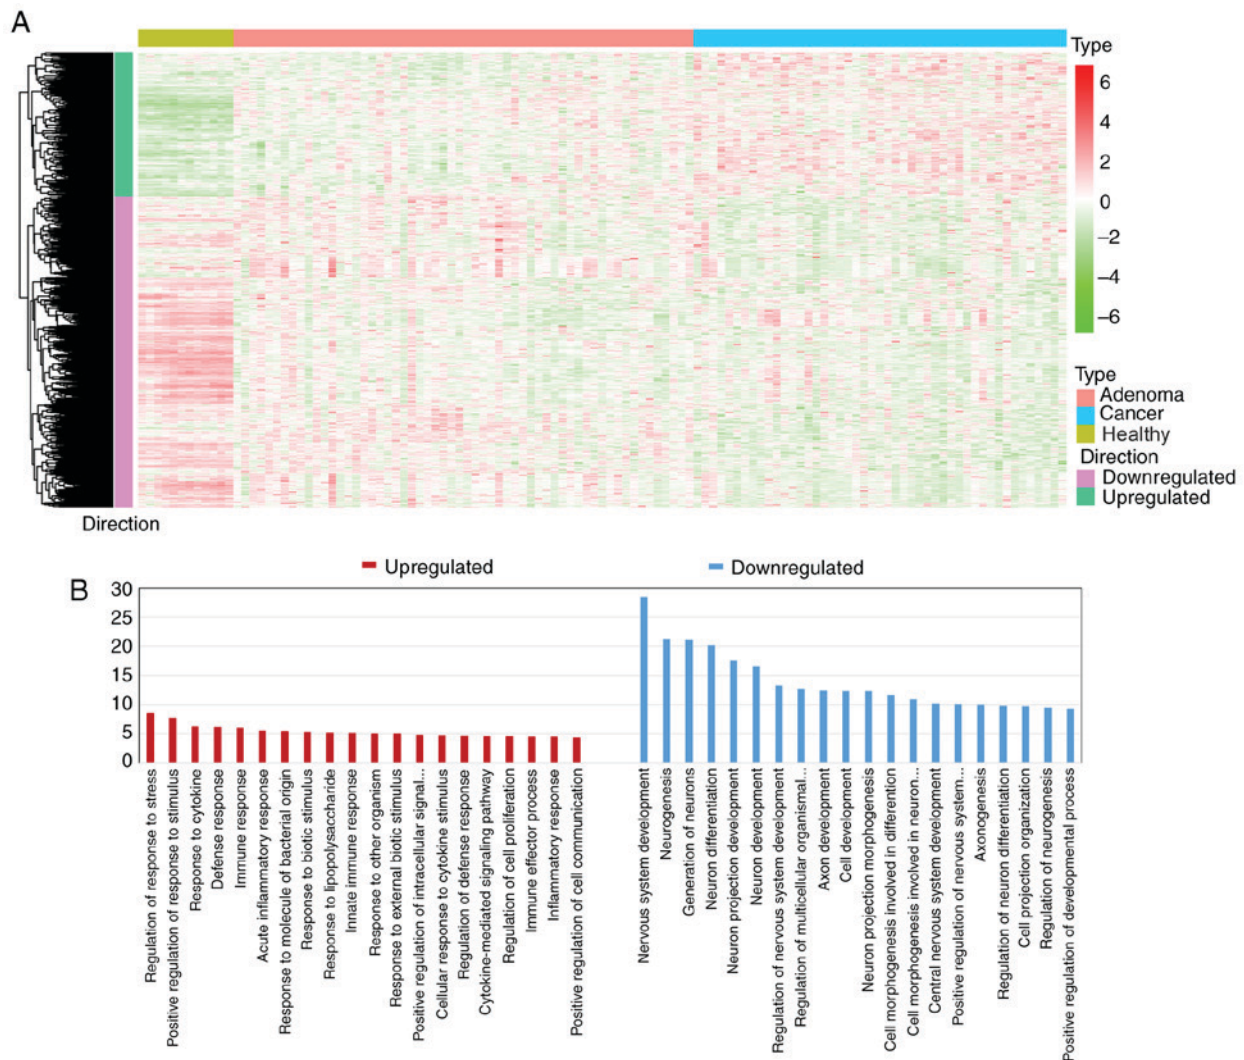 A
Type
6
4
2
0
−2
−4
−6
Type
Adenoma
Cancer
Healthy
Direction
Downregulated
Upregulated
Direction
B
Upregulated
Downregulated
30
25
20
15
10
5
0
Regulation of response to stress
Positive regulation of response to stimulus
Response to cytokine
Defense response
Immune response
Acute inflammatory response
Response to molecule of bacterial origin
Response to biotic stimulus
Response to lipopolysaccharide
Innate immune response
Response to other organism
Response to external biotic stimulus
Positive regulation of intracellular signal...
Cellular response to cytokine stimulus
Regulation of defense response
Cytokine-mediated signaling pathway
Regulation of cell proliferation
Immune effector process
Inflammatory response
Positive regulation of cell communication
Nervous system development
Neurogenesis
Generation of neurons
Neuron differentiation
Neuron projection development
Neuron development
Regulation of nervous system development
Regulation of multicellular organismal...
Axon development
Cell development
Neuron projection morphogenesis
Cell morphogenesis involved in differention
Cell morphogenesis involved in neuron...
Central nervous system development
Positive regulation of nervous system...
Axonogenesis
Regulation of neuron differentiation
Cell projection organization
Regulation of neurogenesis
Positive regulation of developmental process